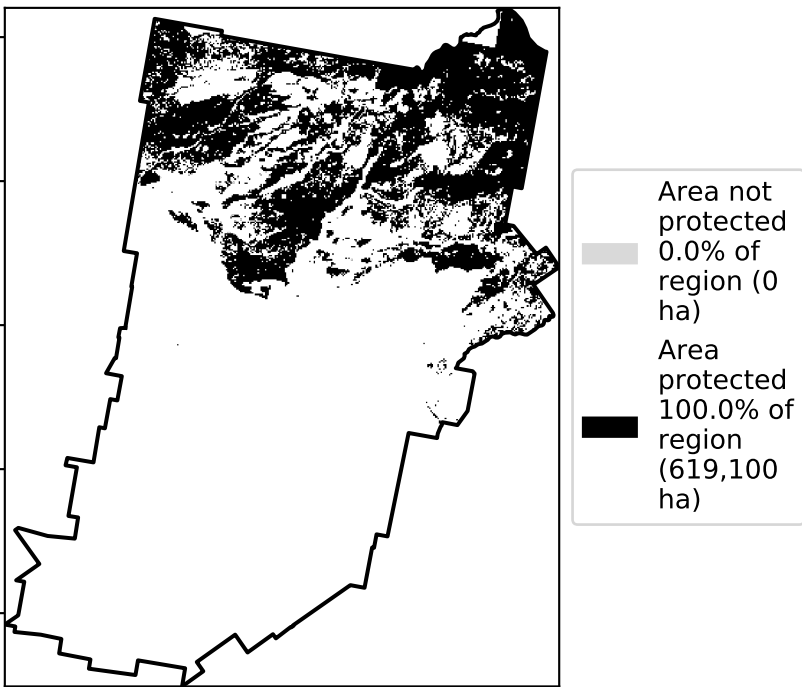 Area not
protected
0.0% of
region (0
ha)
Area
protected
100.0% of
region
(619,100
ha)